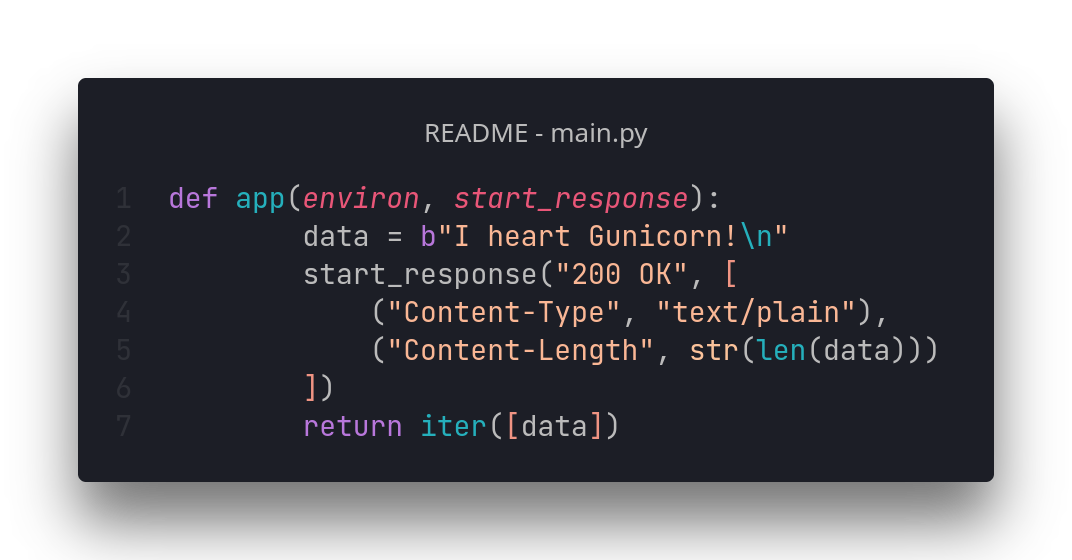 README - main.py
1 def app(environ, start_response):
2         data = b"I heart Gunicorn!\n"
3         start_response("200 OK", [
4             ("Content-Type", "text/plain"),
5             ("Content-Length", str(len(data)))
6         ])
7         return iter([data])